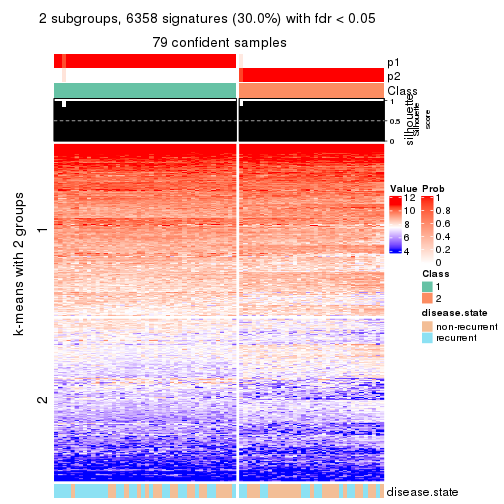 2 subgroups, 6358 signatures (30.0%) with fdr < 0.05
79 confident samples
p1
p2
Class
silhouette
1
0.5
0
Silhouette
score
k-means with 2 groups
1
2
Value
12
10
8
6
4
Prob
1
0.8
0.6
0.4
0.2
0
Class
1
2
disease.state
non-recurrent
recurrent
disease.state